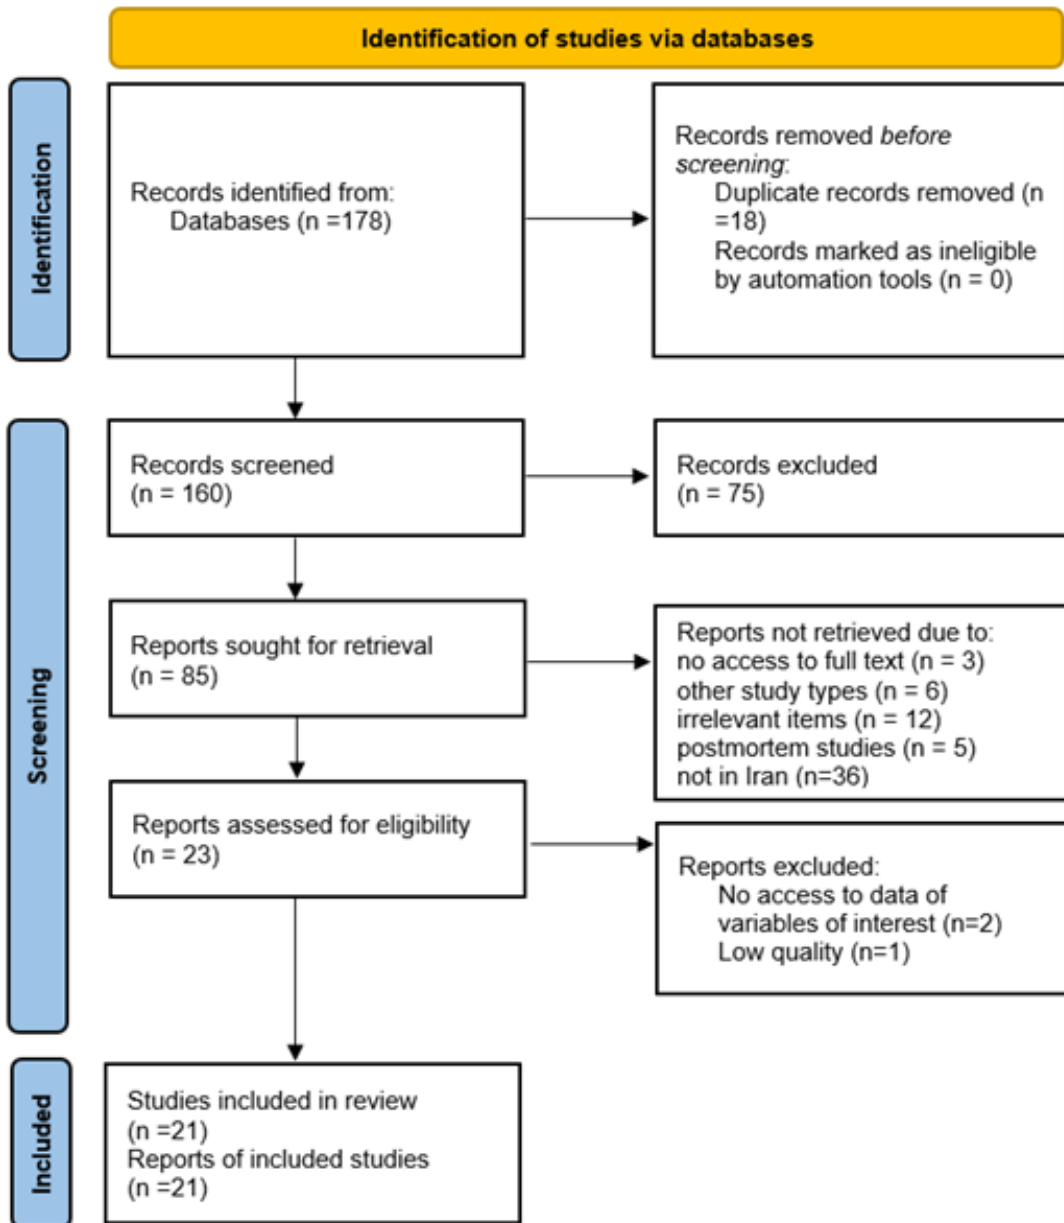 Identification of studies via databases
Identification
Records identified from:
Databases (n =178)
Records removed before
screening:
Duplicate records removed (n
=18)
Records marked as ineligible
by automation tools (n = 0)
Screening
Records screened
(n = 160)
Records excluded
(n = 75)
Reports sought for retrieval
(n = 85)
Reports not retrieved due to:
no access to full text (n = 3)
other study types (n = 6)
irrelevant items (n = 12)
postmortem studies (n = 5)
not in Iran (n=36)
Reports assessed for eligibility
(n = 23)
Reports excluded:
No access to data of
variables of interest (n=2)
Low quality (n=1)
Included
Studies included in review
(n =21)
Reports of included studies
(n =21)